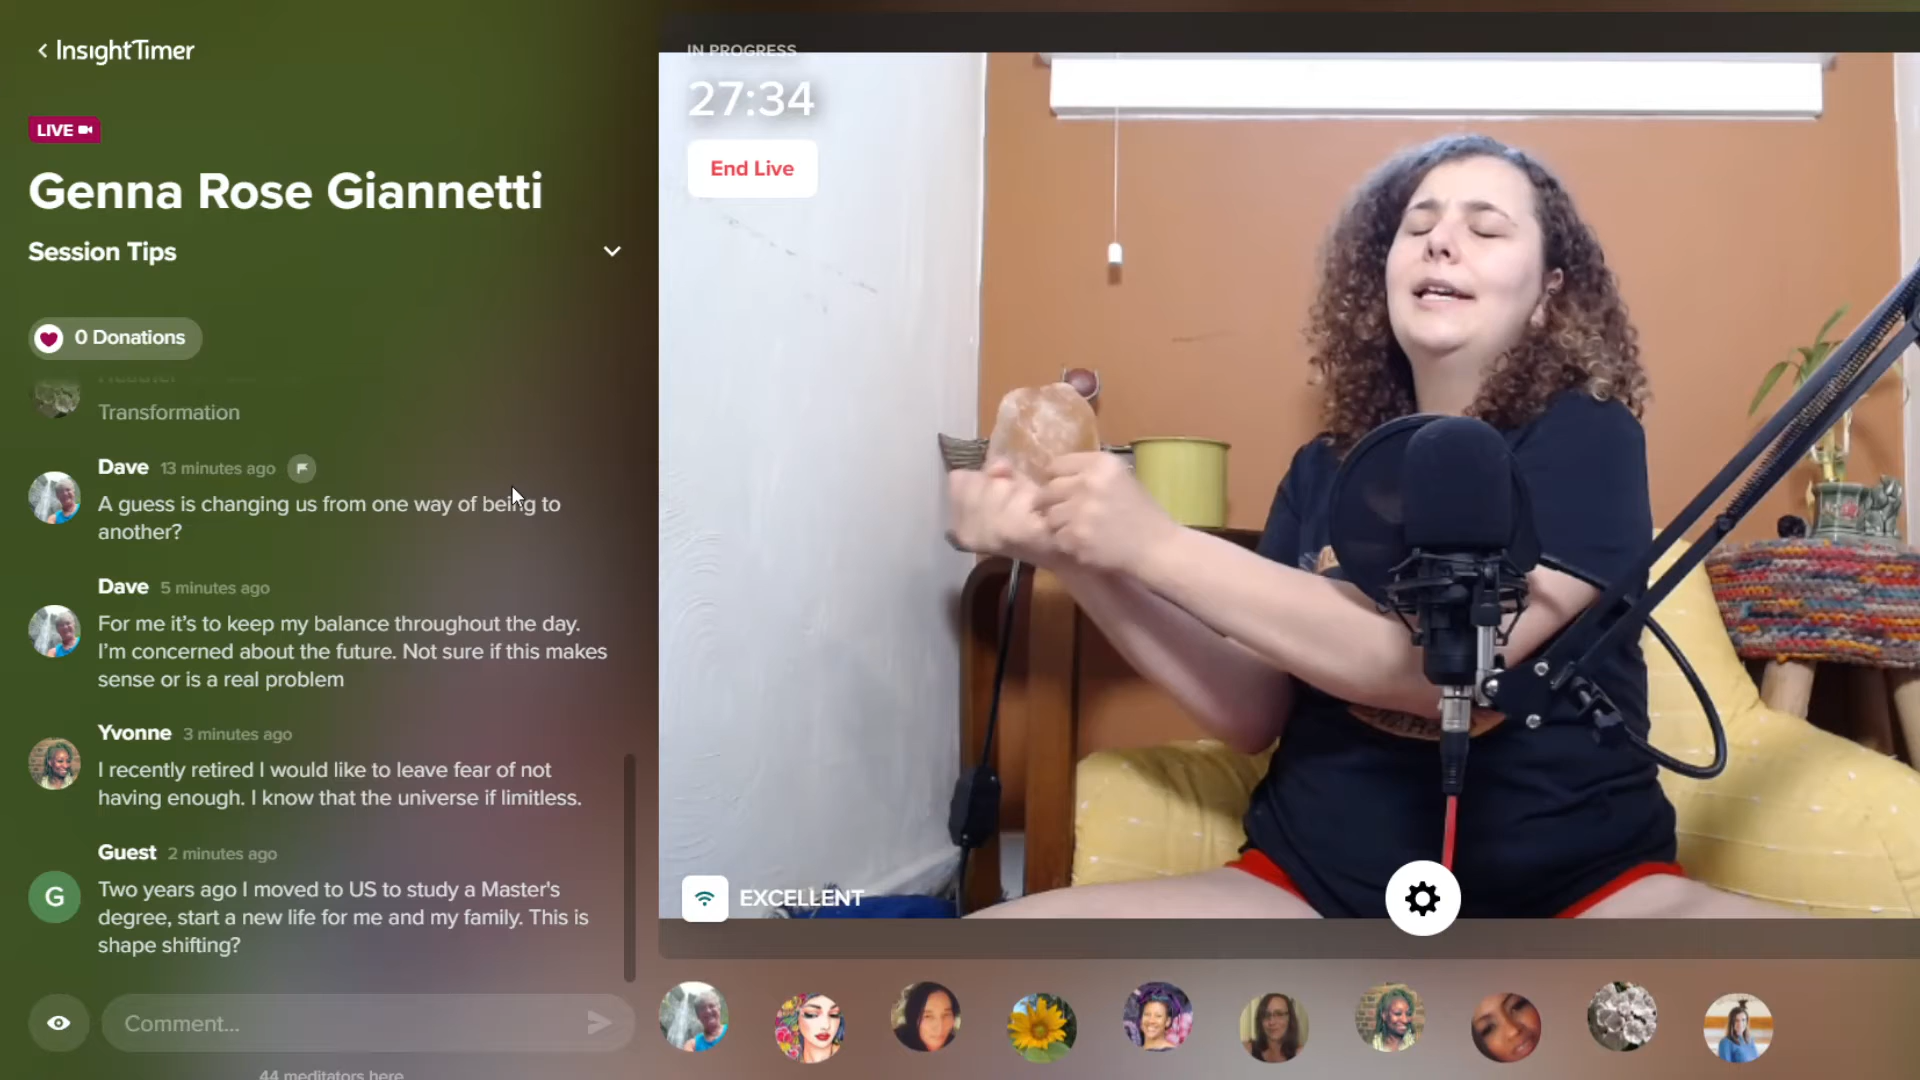 InsightTimer
LIVE
Genna Rose Giannetti
Session Tips
0 Donations
Transformation
Dave 13 minutes ago
A guess is changing us from one way of being to
another?
Dave 5 minutes ago
For me it's to keep my balance throughout the day.
I'm concerned about the future. Not sure if this makes
sense or is a real problem
Yvonne 3 minutes ago
I recently retired I would like to leave fear of not
having enough. I know that the universe if limitless.
Guest 2 minutes ago
G
Two years ago I moved to US to study a Master's
degree, start a new life for me and my family. This is
shape shifting?
Comment...
44 meditators here
IN PROGRESS
27:34
End Live
EXCELLENT